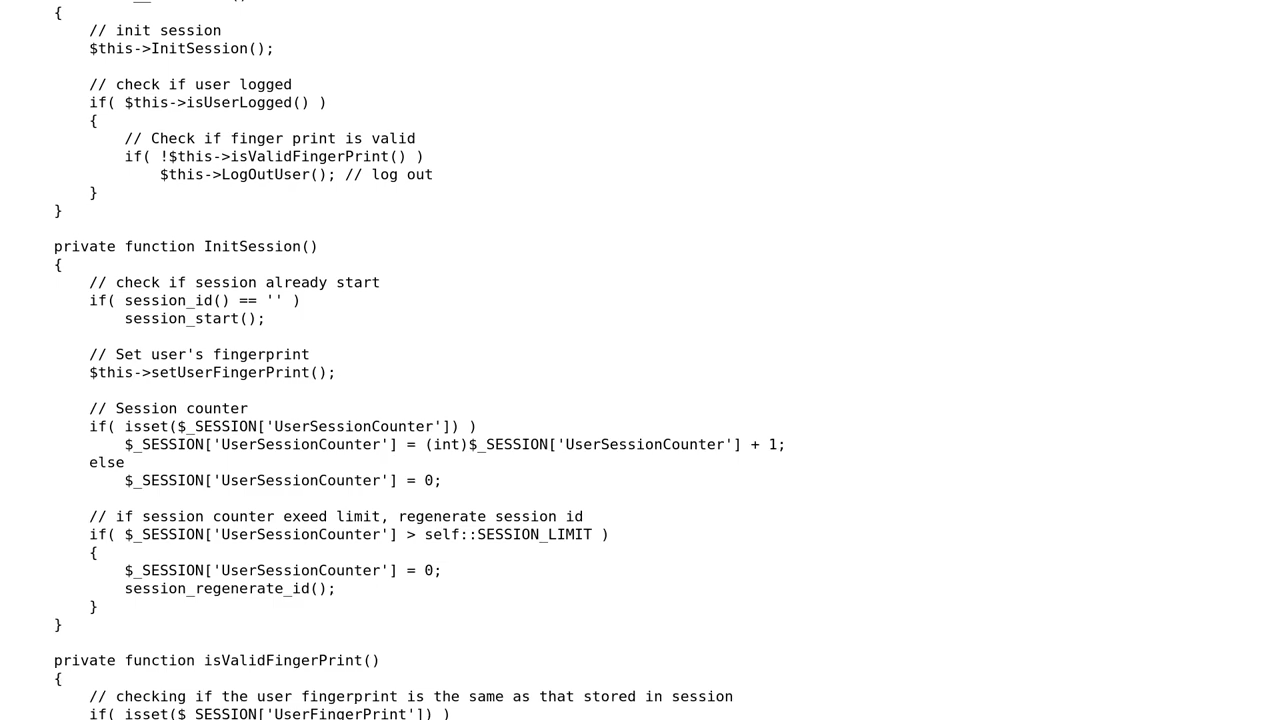 {
// init session
$this->InitSession();
// check if user logged
if( $this->isUserLogged() )
{
// Check if finger print is valid
if( !$this->isValidFingerPrint() )
$this->LogOutUser(); // log out
}
}
private function InitSession()
{
// check if session already start
if( session_id() == '' )
session_start();
// Set user's fingerprint
$this->setUserFingerPrint();
// Session counter
if( isset($_SESSION['UserSessionCounter']) )
$_SESSION['UserSessionCounter'] = (int)$_SESSION['UserSessionCounter'] + 1;
else
$_SESSION['UserSessionCounter'] = 0;
// if session counter exeed limit, regenerate session id
if( $_SESSION['UserSessionCounter'] > self::SESSION_LIMIT )
{
$_SESSION['UserSessionCounter'] = 0;
session_regenerate_id();
}
}
private function isValidFingerPrint()
{
// checking if the user fingerprint is the same as that stored in session
if( isset($_SESSION['UserFingerPrint']) )